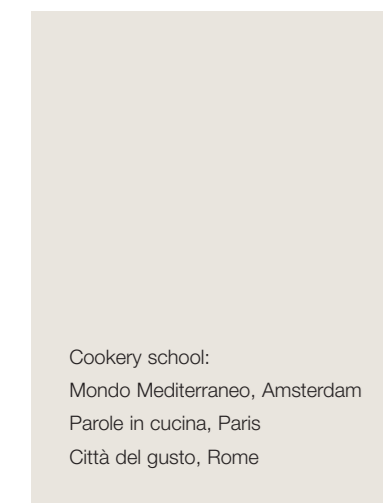 Cookery school:
Mondo Mediterraneo, Amsterdam
Parole in cucina, Paris
Città del gusto, Rome